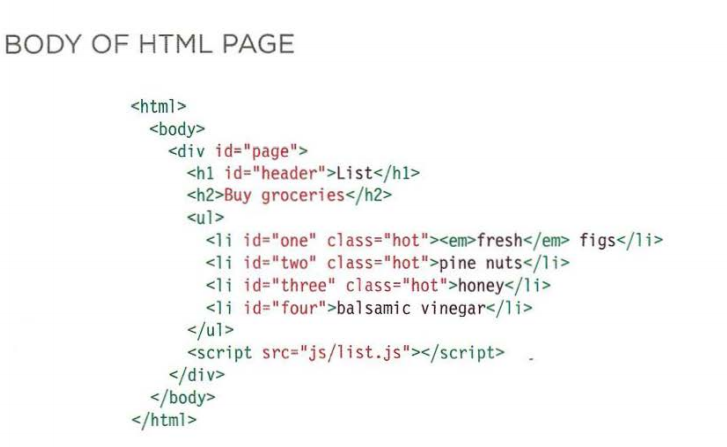 BODY OF HTML PAGE
<html>
<body>
<div id="page">
<h1 id="header">List</h1>
<h2>Buy groceries</h2>
<ul>
<li id="one" class="hot"><em>fresh</em> figs</li>
<li id="two" class="hot">pine nuts</li>
<li id="three" class="hot">honey</li>
<li id="four">balsamic vinegar</li>
</ul>
<script src="js/list.js"></script>
</div>
</body>
</html>